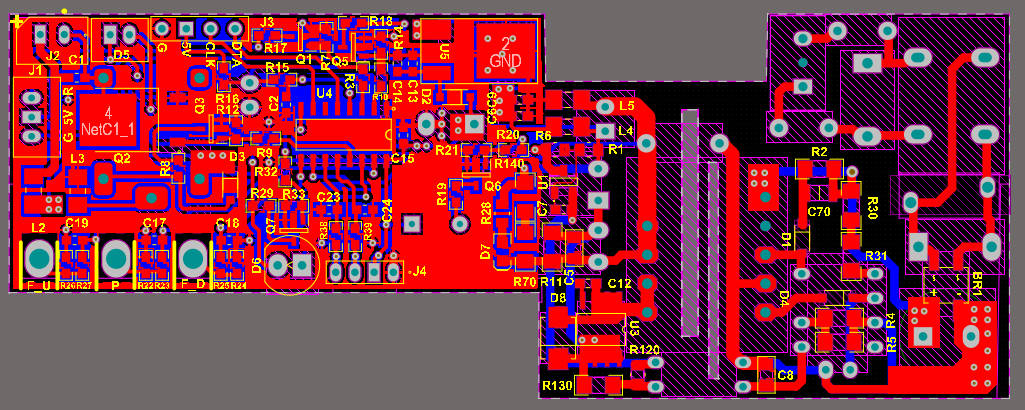 +
J2
C1
D5
G
5V
CLK
DTA
J3
R17
Q1
R18
Q5
U5
2
GND
J1
G 5V R
4
NetC1_1
Q2
Q3
R15
R16
R12
C2
U4
C14
C13
D2
L5
L4
R20
R6
R1
R21
R140
C15
R9
R32
D3
L3
R8
R29
R33
Q7
C23
C24
R19
Q6
R28
U1
C7
D7
R2
C70
R30
D1
R31
L2
C19
C17
C18
D6
R38
R39
J4
R70
R11
C5
C12
D8
U3
D4
BR1
R4
R5
F_U
R26
R27
P
R22
R23
F_D
R25
R24
R120
R130
C8
+
-